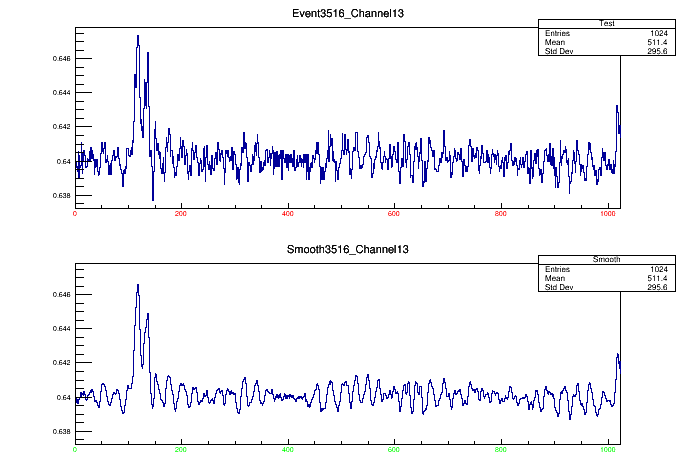 Event3516_Channel13
Test
Entries 1024
Mean 511.4
Std Dev 295.6
0.646
0.644
0.642
0.64
0.638
0 200 400 600 800 1000
Smooth3516_Channel13
Smooth
Entries 1024
Mean 511.4
Std Dev 295.6
0.646
0.644
0.642
0.64
0.638
0 200 400 600 800 1000